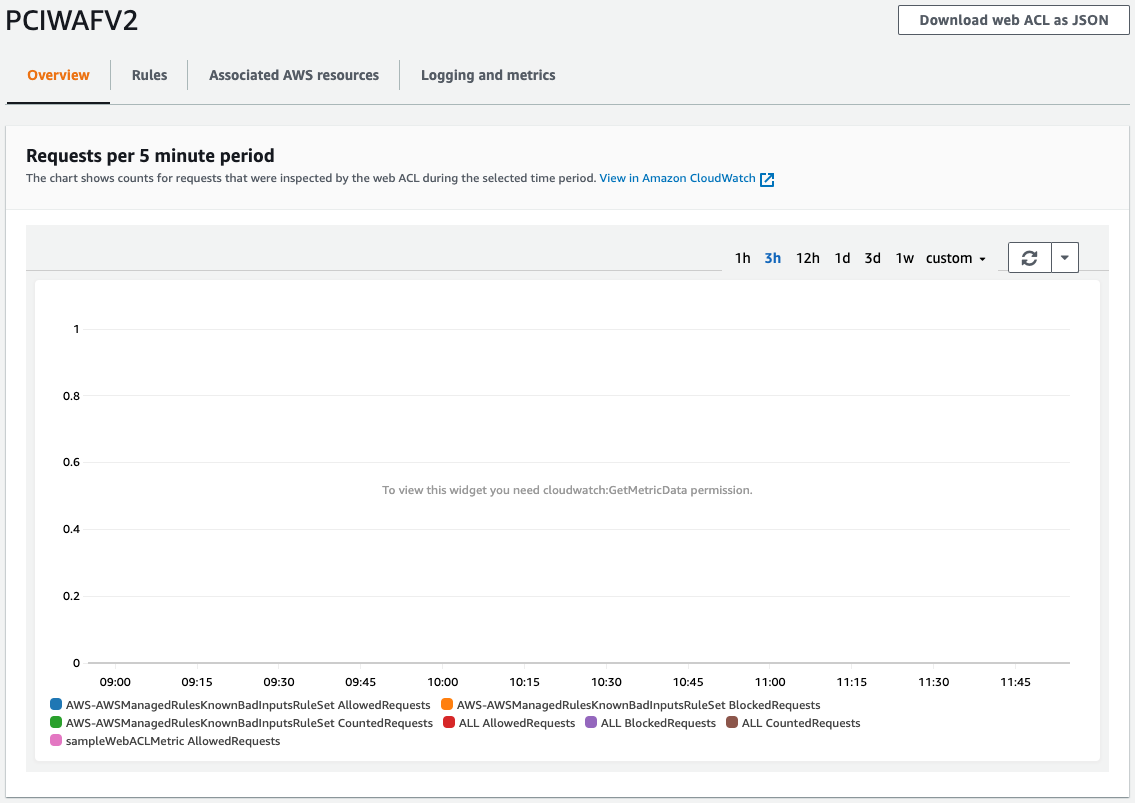 PCIWAFV2
Download web ACL as JSON
Overview Rules Associated AWS resources Logging and metrics
Requests per 5 minute period
The chart shows counts for requests that were inspected by the web ACL during the selected time period. View in Amazon CloudWatch
1h 3h 12h 1d 3d 1w custom
1
0.8
0.6
To view this widget you need cloudwatch:GetMetricData permission.
0.4
0.2
0
09:00 09:15 09:30 09:45 10:00 10:15 10:30 10:45 11:00 11:15 11:30 11:45
AWS-AWSManagedRulesKnownBadInputsRuleSet AllowedRequests AWS-AWSManagedRulesKnownBadInputsRuleSet BlockedRequests
AWS-AWSManagedRulesKnownBadInputsRuleSet CountedRequests ALL AllowedRequests ALL BlockedRequests ALL CountedRequests
sampleWebACLMetric AllowedRequests